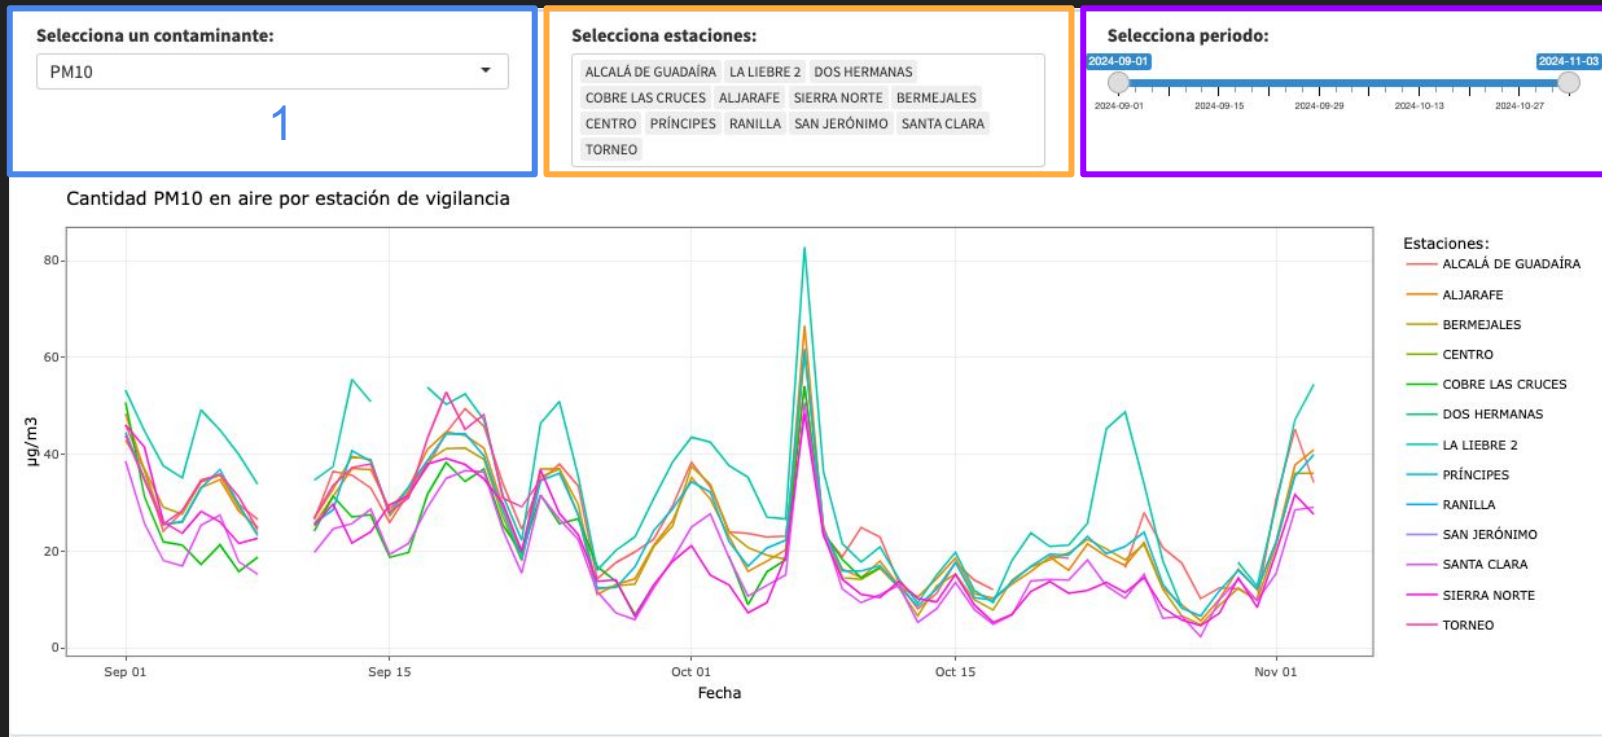 Selecciona un contaminante:
PM10
1
Selecciona estaciones:
ALCALÁ DE GUADAÍRA LA LIEBRE 2 DOS HERMANAS
COBRE LAS CRUCES ALJARAFE SIERRA NORTE BERMEJALES
CENTRO PRÍNCIPES RANILLA SAN JERÓNIMO SANTA CLARA
TORNEO
Selecciona periodo:
2024-09-01 2024-11-03
2024-09-01 2024-09-15 2024-09-29 2024-10-13 2024-10-27
Cantidad PM10 en aire por estación de vigilancia
µg/m3
80
60
40
20
0
Sep 01 Sep 15 Oct 01 Oct 15 Nov 01
Fecha
Estaciones:
ALCALÁ DE GUADAÍRA
ALJARAFE
BERMEJALES
CENTRO
COBRE LAS CRUCES
DOS HERMANAS
LA LIEBRE 2
PRÍNCIPES
RANILLA
SAN JERÓNIMO
SANTA CLARA
SIERRA NORTE
TORNEO